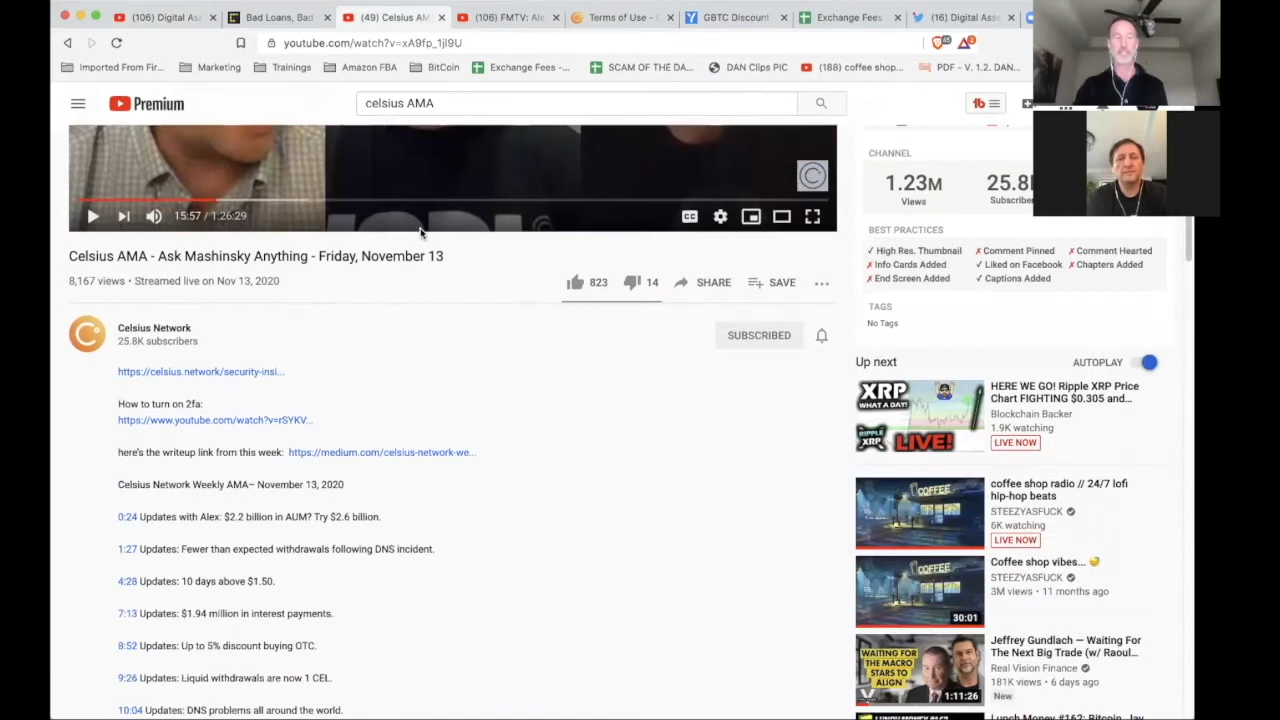 (106) Digital As
Bad Loans, Bad
(49) Celsius AM
(106) FMTV: Al
Terms of Use -
GBTC Discount
Exchange Fees
(16) Digital Ass
youtube.com/watch?v=xA9fp_1jl9U
Imported From Fir...
Marketing
Trainings
Amazon FBA
BitCoin
Exchange Fees -...
SCAM OF THE DA...
DAN Clips PIC
(188) coffee shop...
PDF - V. 1.2. DAN...
Premium
celsius AMA
15:57 / 1:26:29
CC
Celsius AMA - Ask Mashinsky Anything - Friday, November 13
8,167 views • Streamed live on Nov 13, 2020
823
14
SHARE
SAVE
Celsius Network
25.8K subscribers
SUBSCRIBED
https://celsius.network/security-insi...
How to turn on 2fa:
https://www.youtube.com/watch?v=rSYKV...
here's the writeup link from this week: https://medium.com/celsius-network-we...
Celsius Network Weekly AMA– November 13, 2020
0:24 Updates with Alex: $2.2 billion in AUM? Try $2.6 billion.
1:27 Updates: Fewer than expected withdrawals following DNS incident.
4:28 Updates: 10 days above $1.50.
7:13 Updates: $1.94 million in interest payments.
8:52 Updates: Up to 5% discount buying OTC.
9:26 Updates: Liquid withdrawals are now 1 CEL.
10:04 Updates: DNS problems all around the world.
CHANNEL
1.23M
25.8
Views
Subscribe
BEST PRACTICES
✓ High Res. Thumbnail
✗ Comment Pinned
✗ Comment Hearted
✗ Info Cards Added
✓ Liked on Facebook
✗ Chapters Added
✗ End Screen Added
✓ Captions Added
TAGS
No Tags
Up next
AUTOPLAY
XRP
WHAT A DAY!
RIPPLE
XRP
LIVE!
HERE WE GO! Ripple XRP Price
Chart FIGHTING $0.305 and...
Blockchain Backer
1.9K watching
LIVE NOW
COFFEE
coffee shop radio // 24/7 lofi
hip-hop beats
STEEZYASFUCK
6K watching
LIVE NOW
COFFEE
30:01
Coffee shop vibes...
STEEZYASFUCK
3M views • 11 months ago
WAITING FOR
THE MACRO
STARS TO
ALIGN
1:11:26
Jeffrey Gundlach — Waiting For
The Next Big Trade (w/ Raoul...
Real Vision Finance
181K views • 6 days ago
New
Lunch Money #162: Bitcoin, Jay